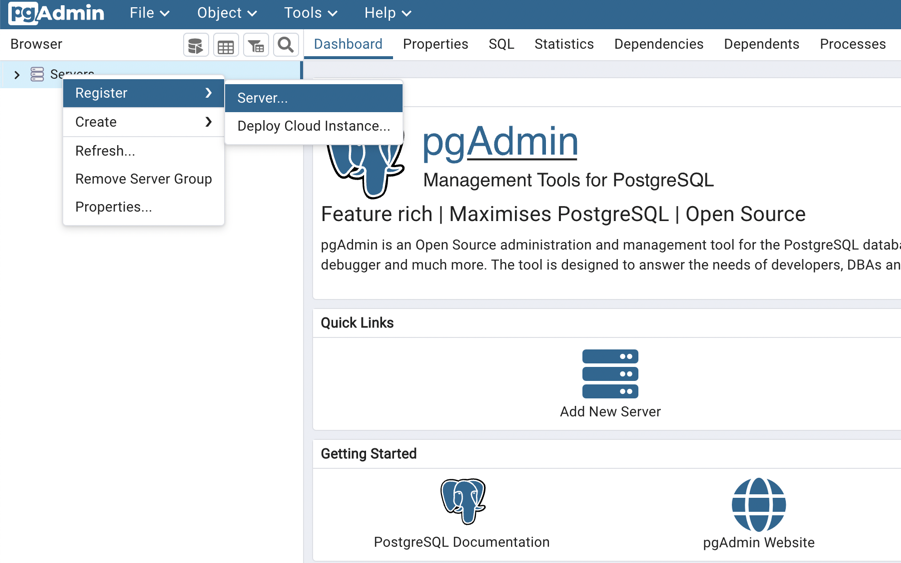 pgAdmin File Object Tools Help
Browser
Dashboard Properties SQL Statistics Dependencies Dependents Processes
Servers
Register
Server...
Create
Deploy Cloud Instance...
Refresh...
Remove Server Group
Properties...
pgAdmin
Management Tools for PostgreSQL
Feature rich | Maximises PostgreSQL | Open Source
pgAdmin is an Open Source administration and management tool for the PostgreSQL databa
debugger and much more. The tool is designed to answer the needs of developers, DBAs an
Quick Links
Add New Server
Getting Started
PostgreSQL Documentation
pgAdmin Website